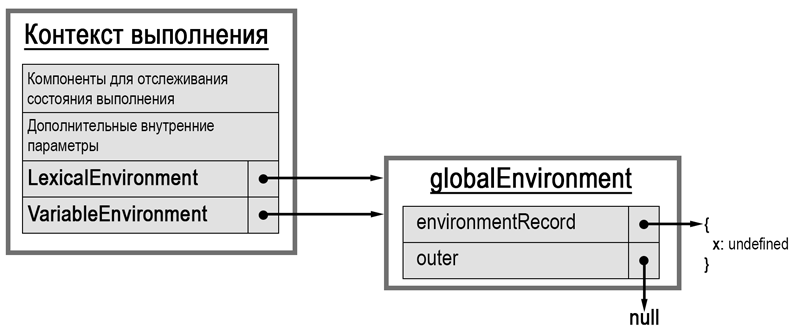 Контекст выполнения
Компоненты для отслеживания
состояния выполнения
Дополнительные внутренние
параметры
LexicalEnvironment
VariableEnvironment
globalEnvironment
environmentRecord
outer
{
x: undefined
}
null